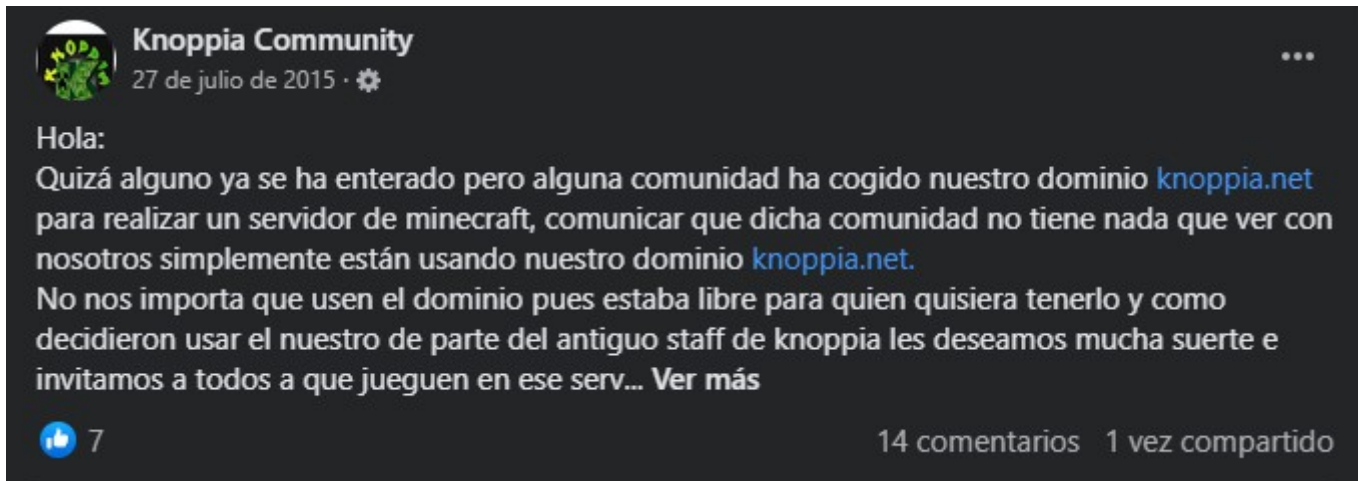 KNOPPIA
Knoppia Community
27 de julio de 2015 ·
Hola:
Quizá alguno ya se ha enterado pero alguna comunidad ha cogido nuestro dominio knoppia.net
para realizar un servidor de minecraft, comunicar que dicha comunidad no tiene nada que ver con
nosotros simplemente están usando nuestro dominio knoppia.net.
No nos importa que usen el dominio pues estaba libre para quien quisiera tenerlo y como
decidieron usar el nuestro de parte del antiguo staff de knoppia les deseamos mucha suerte e
invitamos a todos a que jueguen en ese serv... Ver más
7
14 comentarios 1 vez compartido